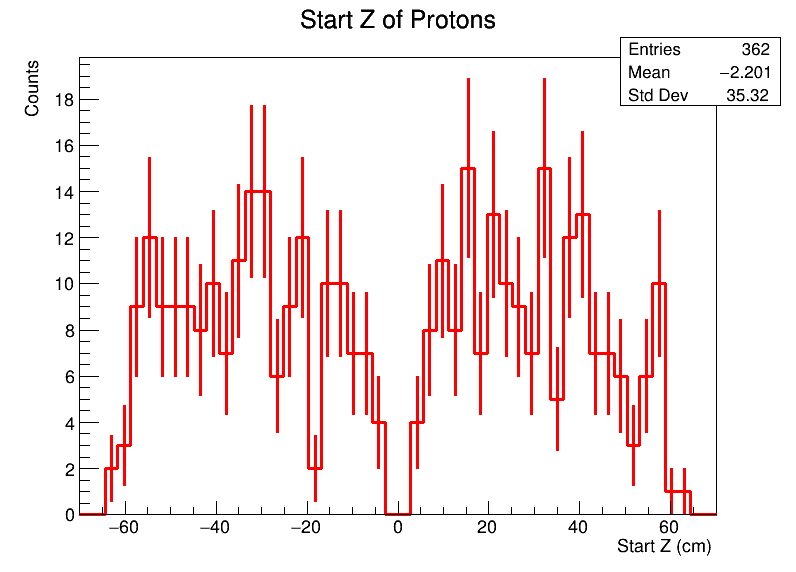 Start Z of Protons
Entries 362
Mean −2.201
Std Dev 35.32
Counts
18
16
14
12
10
8
6
4
2
0
−60 −40 −20 0 20 40 60
Start Z (cm)